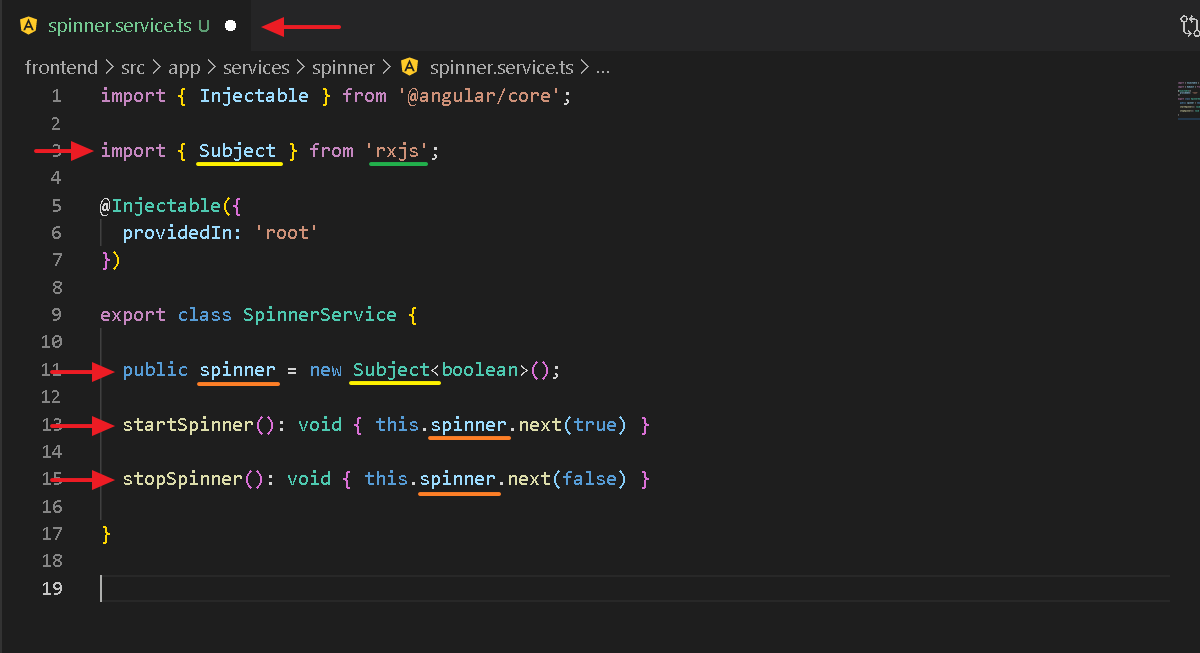 spinner.service.ts U
frontend > src > app > services > spinner > spinner.service.ts > ...
1 import { Injectable } from '@angular/core';
2
3 import { Subject } from 'rxjs';
4
5 @Injectable({
6 providedIn: 'root'
7 })
8
9 export class SpinnerService {
10
11 public spinner = new Subject<boolean>();
12
13 startSpinner(): void { this.spinner.next(true) }
14
15 stopSpinner(): void { this.spinner.next(false) }
16
17 }
18
19